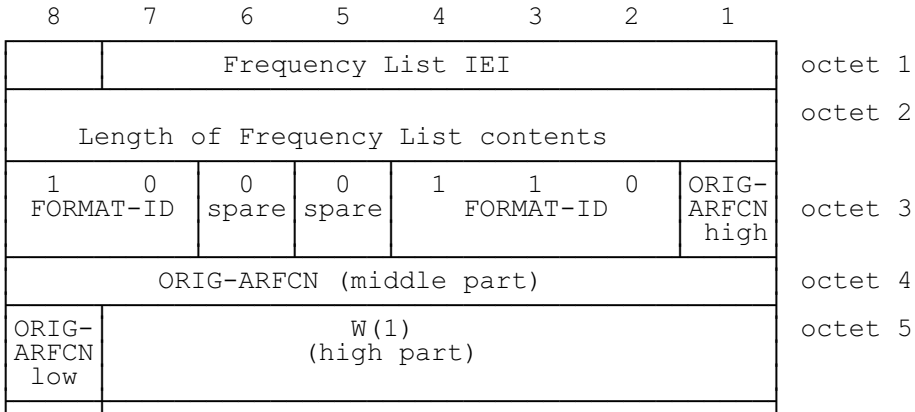 8 7 6 5 4 3 2 1
Frequency List IEI octet 1
octet 2
Length of Frequency List contents
1 0 0 0 1 1 0 ORIG-
FORMAT-ID spare spare FORMAT-ID ARFCN octet 3
high
ORIG-ARFCN (middle part) octet 4
ORIG- W(1) octet 5
ARFCN (high part)
low